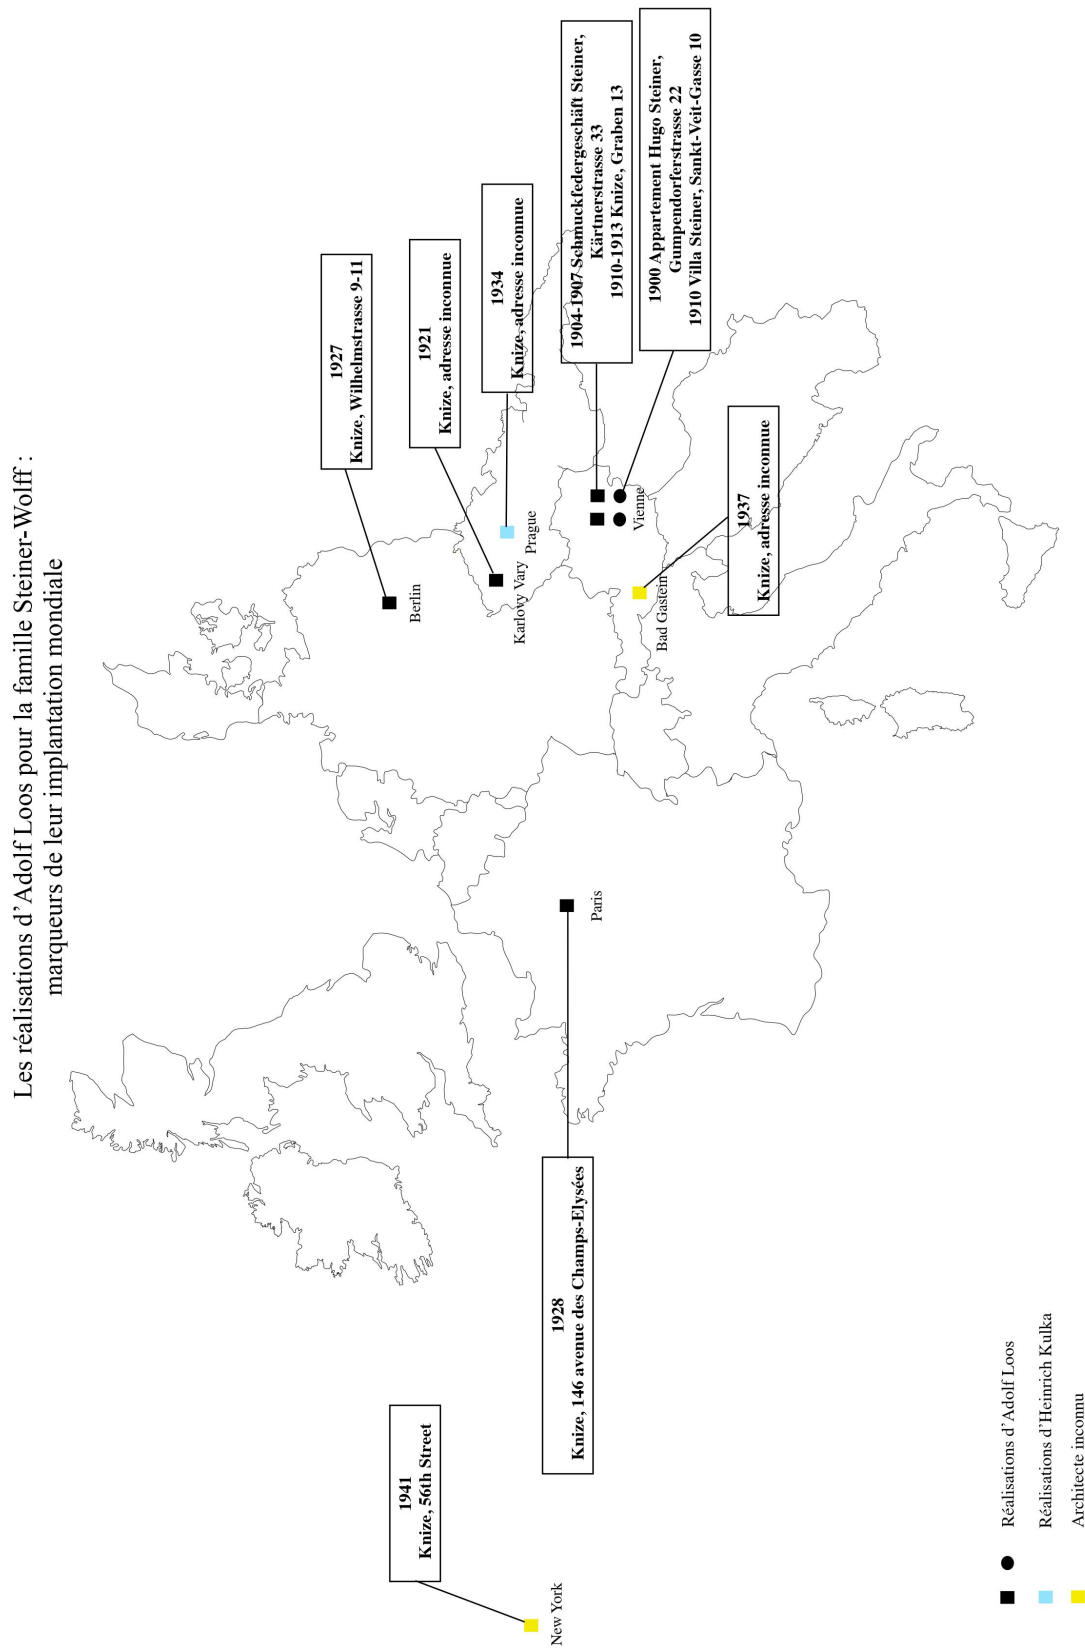 Les réalisations d'Adolf Loos pour la famille Steiner-Wolff :
marqueurs de leur implantation mondiale
1941
Knize, 56th Street
New York
1928
Knize, 146 avenue des Champs-Elysées
Paris
1927
Knize, Wilhelmstrasse 9-11
Berlin
1921
Knize, adresse inconnue
Karlovy Vary
1934
Knize, adresse inconnue
Prague
1904-1907 Schmuckfedergeschäft Steiner,
Kärtnerstrasse 33
1910-1913 Knize, Graben 13
1900 Appartement Hugo Steiner,
Gumpendorferstrasse 22
1910 Villa Steiner, Sankt-Veit-Gasse 10
Vienne
1937
Knize, adresse inconnue
Bad Gastein
Réalisations d'Adolf Loos
Réalisations d'Heinrich Kulka
Architecte inconnu